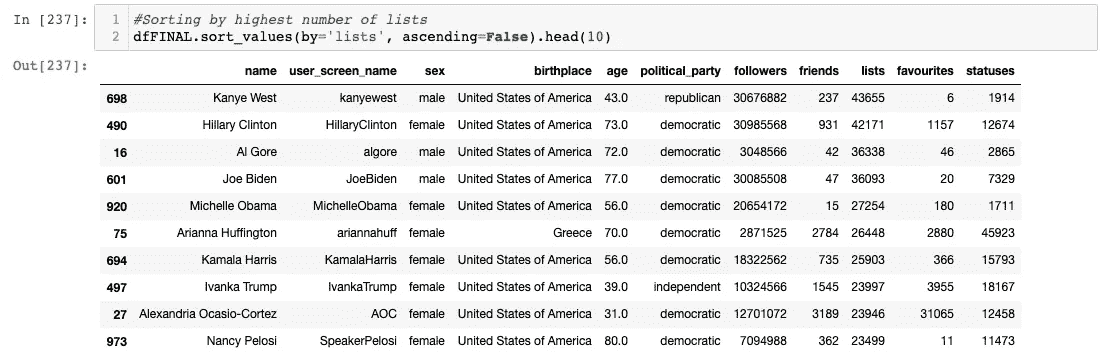 In [237]:
1 #Sorting by highest number of lists
2 dfFINAL.sort_values(by='lists', ascending=False).head(10)
Out[237]:
name user_screen_name sex birthplace age political_party followers friends lists favourites statuses
698 Kanye West kanyewest male United States of America 43.0 republican 30676882 237 43655 6 1914
490 Hillary Clinton HillaryClinton female United States of America 73.0 democratic 30985568 931 42171 1157 12674
16 Al Gore algore male United States of America 72.0 democratic 3048566 42 36338 46 2865
601 Joe Biden JoeBiden male United States of America 77.0 democratic 30085508 47 36093 20 7329
920 Michelle Obama MichelleObama female United States of America 56.0 democratic 20654172 15 27254 180 1711
75 Arianna Huffington ariannahuff female Greece 70.0 democratic 2871525 2784 26448 2880 45923
694 Kamala Harris KamalaHarris female United States of America 56.0 democratic 18322562 735 25903 366 15793
497 Ivanka Trump IvankaTrump female United States of America 39.0 independent 10324566 1545 23997 3955 18167
27 Alexandria Ocasio-Cortez AOC female United States of America 31.0 democratic 12701072 3189 23946 31065 12458
973 Nancy Pelosi SpeakerPelosi female United States of America 80.0 democratic 7094988 362 23499 11 11473